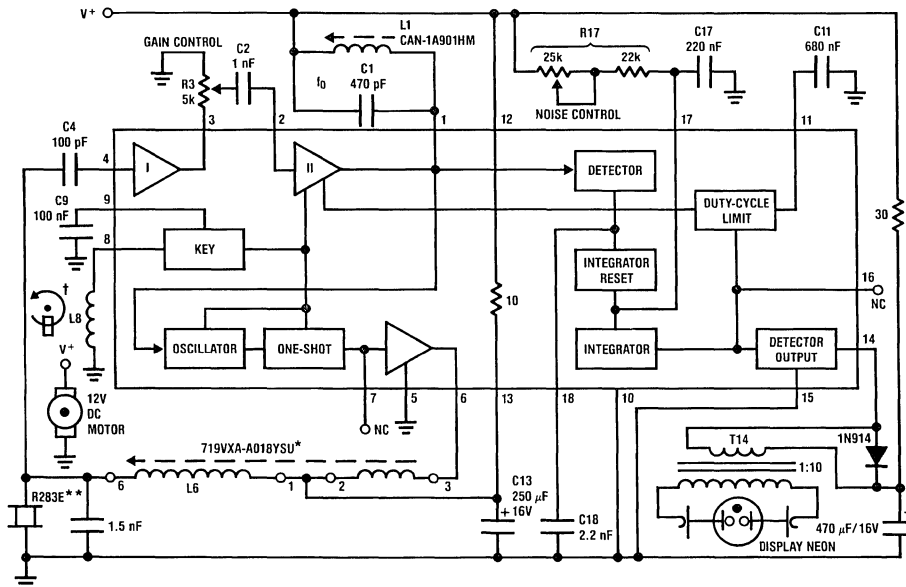 V+
L1
CAN-1A901HM
GAIN CONTROL
C2
1 nF
R3
5k
fo
C1
470 pF
R17
25k
22k
NOISE CONTROL
C17
220 nF
C11
680 nF
3
2
1
12
17
11
C4
100 pF
4
I
II
DETECTOR
DUTY-CYCLE
LIMIT
30
C9
100 nF
9
8
KEY
INTEGRATOR
RESET
16
NC
†
L8
10
OSCILLATOR
ONE-SHOT
INTEGRATOR
DETECTOR
OUTPUT
14
V+
12V
DC
MOTOR
7
5
6
13
18
10
15
NC
719VXA-A018YSU*
6
L6
1
2
3
T14
1N914
1:10
R283E**
1.5 nF
C13
250 µF
+ 16V
C18
2.2 nF
DISPLAY NEON
470 µF/16V
+